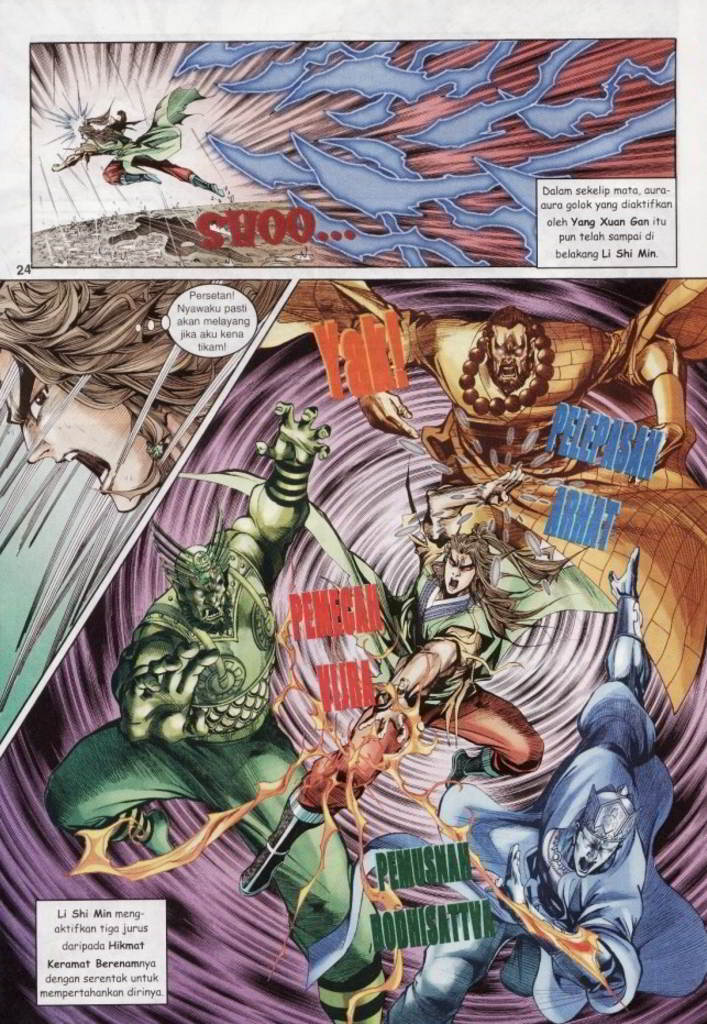 Dalam sekelip mata, aura-
aura golok yang diaktifkan
oleh Yang Xuan Gan itu
pun telah sampai di
belakang Li Shi Min.
SHOO...
24
Persetan!
Nyawaku pasti
akan melayang
jika aku kena
tikam!
Yak!
PELEPASAN
ARHAT
PEMECAH
VIJRA
PEMUSNAH
BODHISATTVA
Li Shi Min meng-
aktifkan tiga jurus
daripada Hikmat
Keramat Berenamnya
dengan serentak untuk
mempertahankan dirinya.